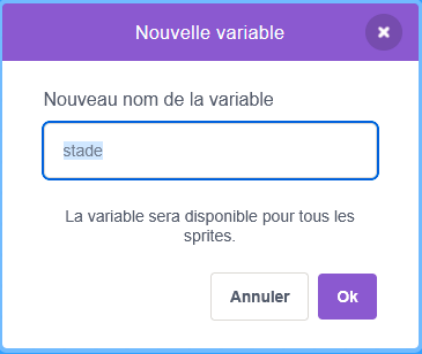 Nouvelle variable
Nouveau nom de la variable
stade
La variable sera disponible pour tous les
sprites.
Annuler
Ok